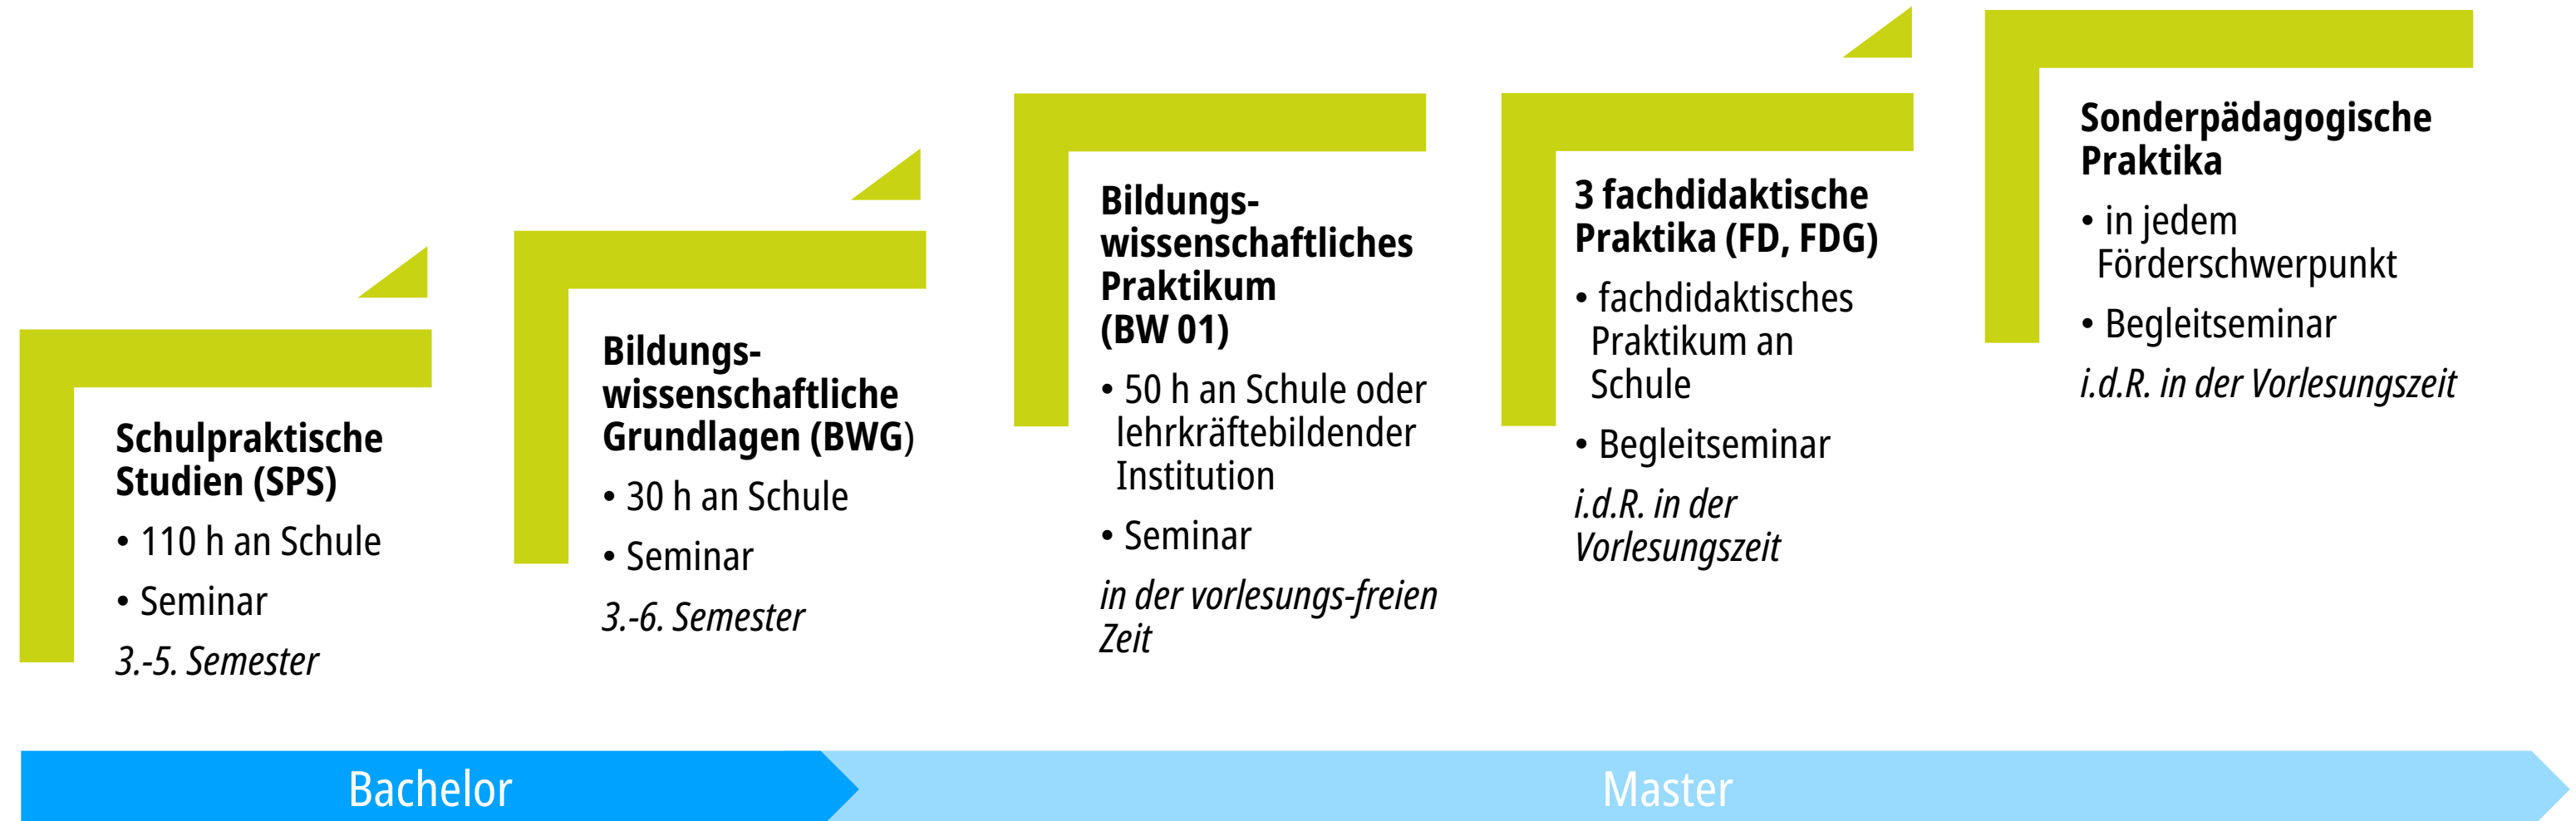 Schulpraktische
Studien (SPS)
• 110 h an Schule
• Seminar
3.-5. Semester
Bildungs-
wissenschaftliche
Grundlagen (BWG)
• 30 h an Schule
• Seminar
3.-6. Semester
Bildungs-
wissenschaftliches
Praktikum
(BW 01)
• 50 h an Schule oder
lehrkräftebildender
Institution
• Seminar
in der vorlesungs-freien
Zeit
3 fachdidaktische
Praktika (FD, FDG)
• fachdidaktisches
Praktikum an
Schule
• Begleitseminar
i.d.R. in der
Vorlesungszeit
Sonderpädagogische
Praktika
• in jedem
Förderschwerpunkt
• Begleitseminar
i.d.R. in der Vorlesungszeit
Bachelor
Master